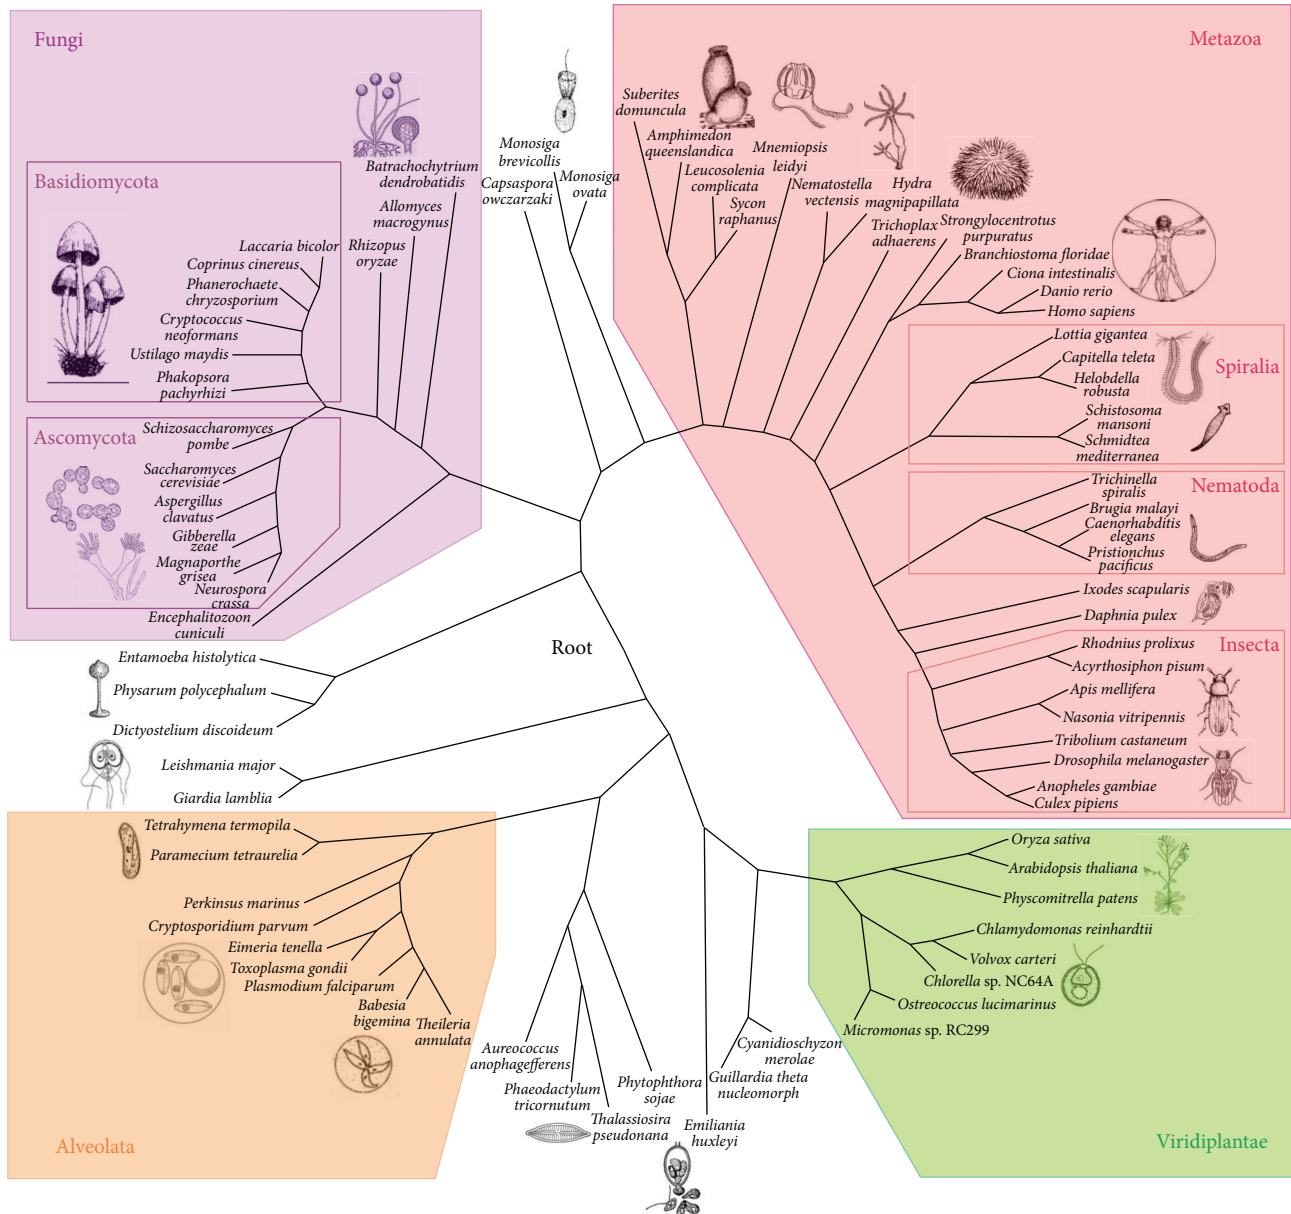 Fungi
Basidiomycota
Laccaria bicolor
Coprinus cinereus
Phanerochaete
chryzosporium
Cryptococcus
neoformans
Ustilago maydis
Phakopsora
pachyrhizi
Ascomycota
Schizosaccharomyces
pombe
Saccharomyces
cerevisiae
Aspergillus
clavatus
Gibberella
zeae
Magnaporthe
grisea
Neurospora
crassa
Encephalitozoon
cuniculi
Rhizopus
oryzae
Allomyces
macrogynus
Batrachochytrium
dendrobatidis
Capsaspora
owczarzaki
Monosiga
brevicollis
Monosiga
ovata
Metazoa
Suberites
domuncula
Amphimedon
queenslandica
Leucosolenia
complicata
Sycon
raphanus
Mnemiopsis
leidyi
Nematostella
vectensis
Hydra
magnipapillata
Trichoplax
adhaerens
Strongylocentrotus
purpuratus
Branchiostoma floridae
Ciona intestinalis
Danio rerio
Homo sapiens
Spiralia
Lottia gigantea
Capitella teleta
Helobdella
robusta
Schistosoma
mansoni
Schmidtea
mediterranea
Nematoda
Trichinella
spiralis
Brugia malayi
Caenorhabditis
elegans
Pristionchus
pacificus
Ixodes scapularis
Daphnia pulex
Insecta
Rhodnius prolixus
Acyrthosiphon pisum
Apis mellifera
Nasonia vitripennis
Tribolium castaneum
Drosophila melanogaster
Anopheles gambiae
Culex pipiens
Root
Entamoeba histolytica
Physarum polycephalum
Dictyostelium discoideum
Leishmania major
Giardia lamblia
Tetrahymena termopila
Paramecium tetraurelia
Perkinsus marinus
Cryptosporidium parvum
Eimeria tenella
Toxoplasma gondii
Plasmodium falciparum
Babesia
bigemina
Theileria
annulata
Alveolata
Aureococcus
anophagefferens
Phaeodactylum
tricornutum
Thalassiosira
pseudonana
Phytophthora
sojae
Emiliania
huxleyi
Guillardia theta
nucleomorph
Cyanidioschyzon
merolae
Oryza sativa
Arabidopsis thaliana
Physcomitrella patens
Chlamydomonas reinhardtii
Volvox carteri
Chlorella sp. NC64A
Ostreococcus lucimarinus
Micromonas sp. RC299
Viridiplantae